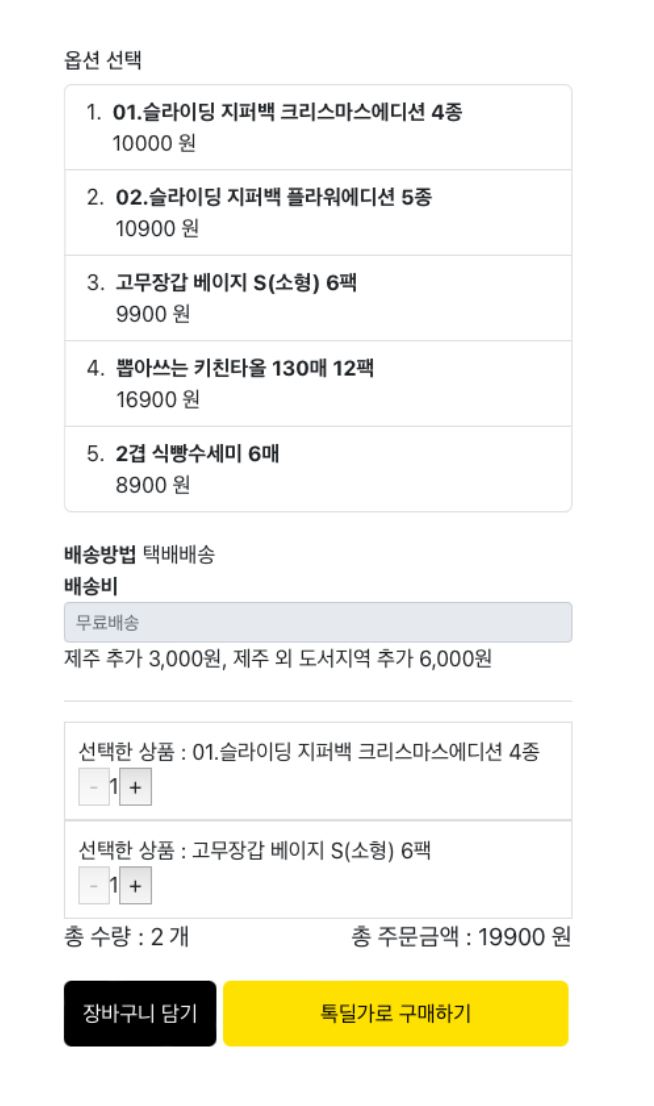 옵션 선택
1. 01.슬라이딩 지퍼백 크리스마스에디션 4종
10000 원
2. 02.슬라이딩 지퍼백 플라워에디션 5종
10900 원
3. 고무장갑 베이지 S(소형) 6팩
9900 원
4. 뽑아쓰는 키친타올 130매 12팩
16900 원
5. 2겹 식빵수세미 6매
8900 원
배송방법 택배배송
배송비
무료배송
제주 추가 3,000원, 제주 외 도서지역 추가 6,000원
선택한 상품 : 01.슬라이딩 지퍼백 크리스마스에디션 4종
- 1 +
선택한 상품 : 고무장갑 베이지 S(소형) 6팩
- 1 +
총 수량 : 2 개 총 주문금액 : 19900 원
장바구니 담기 톡딜가로 구매하기